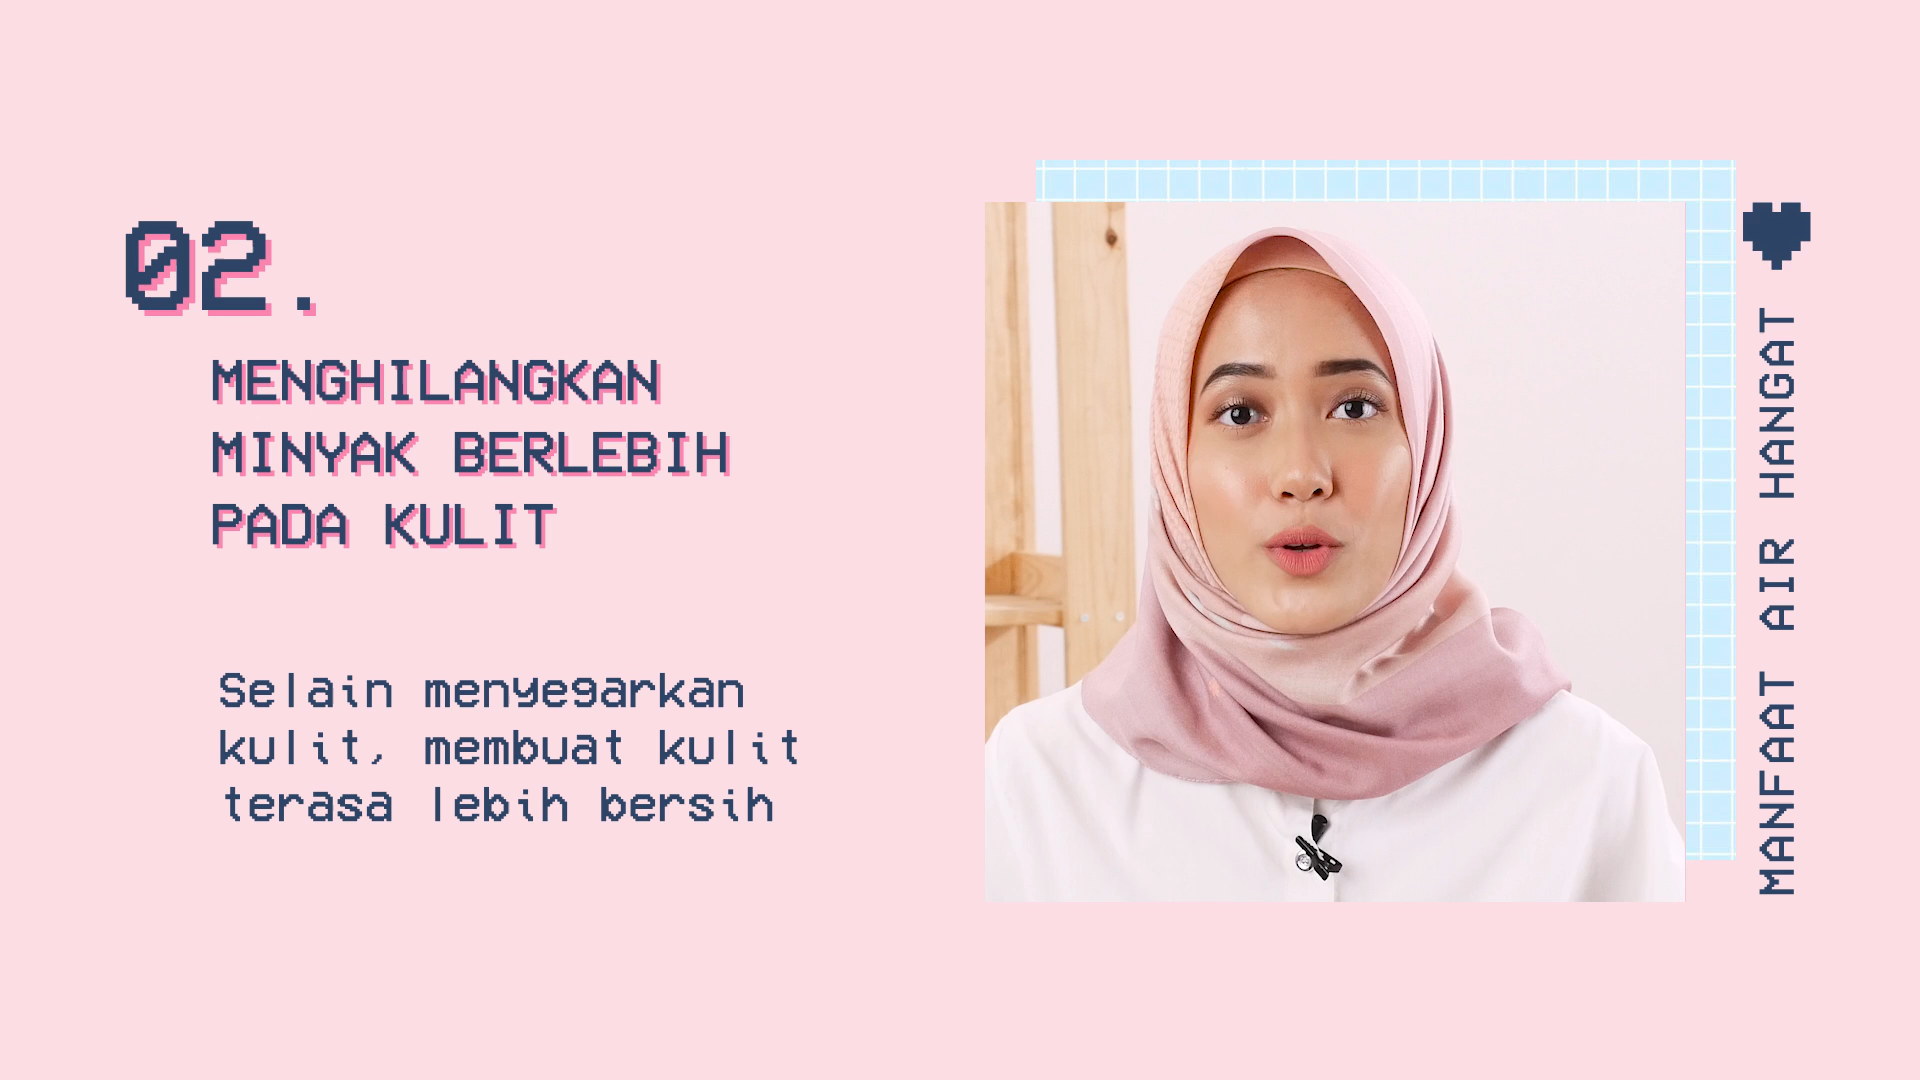 02.
MENGHILANGKAN
MINYAK BERLEBIH
PADA KULIT
Selain menyegarkan
kulit, membuat kulit
terasa lebih bersih
MANFAAT AIR HANGAT